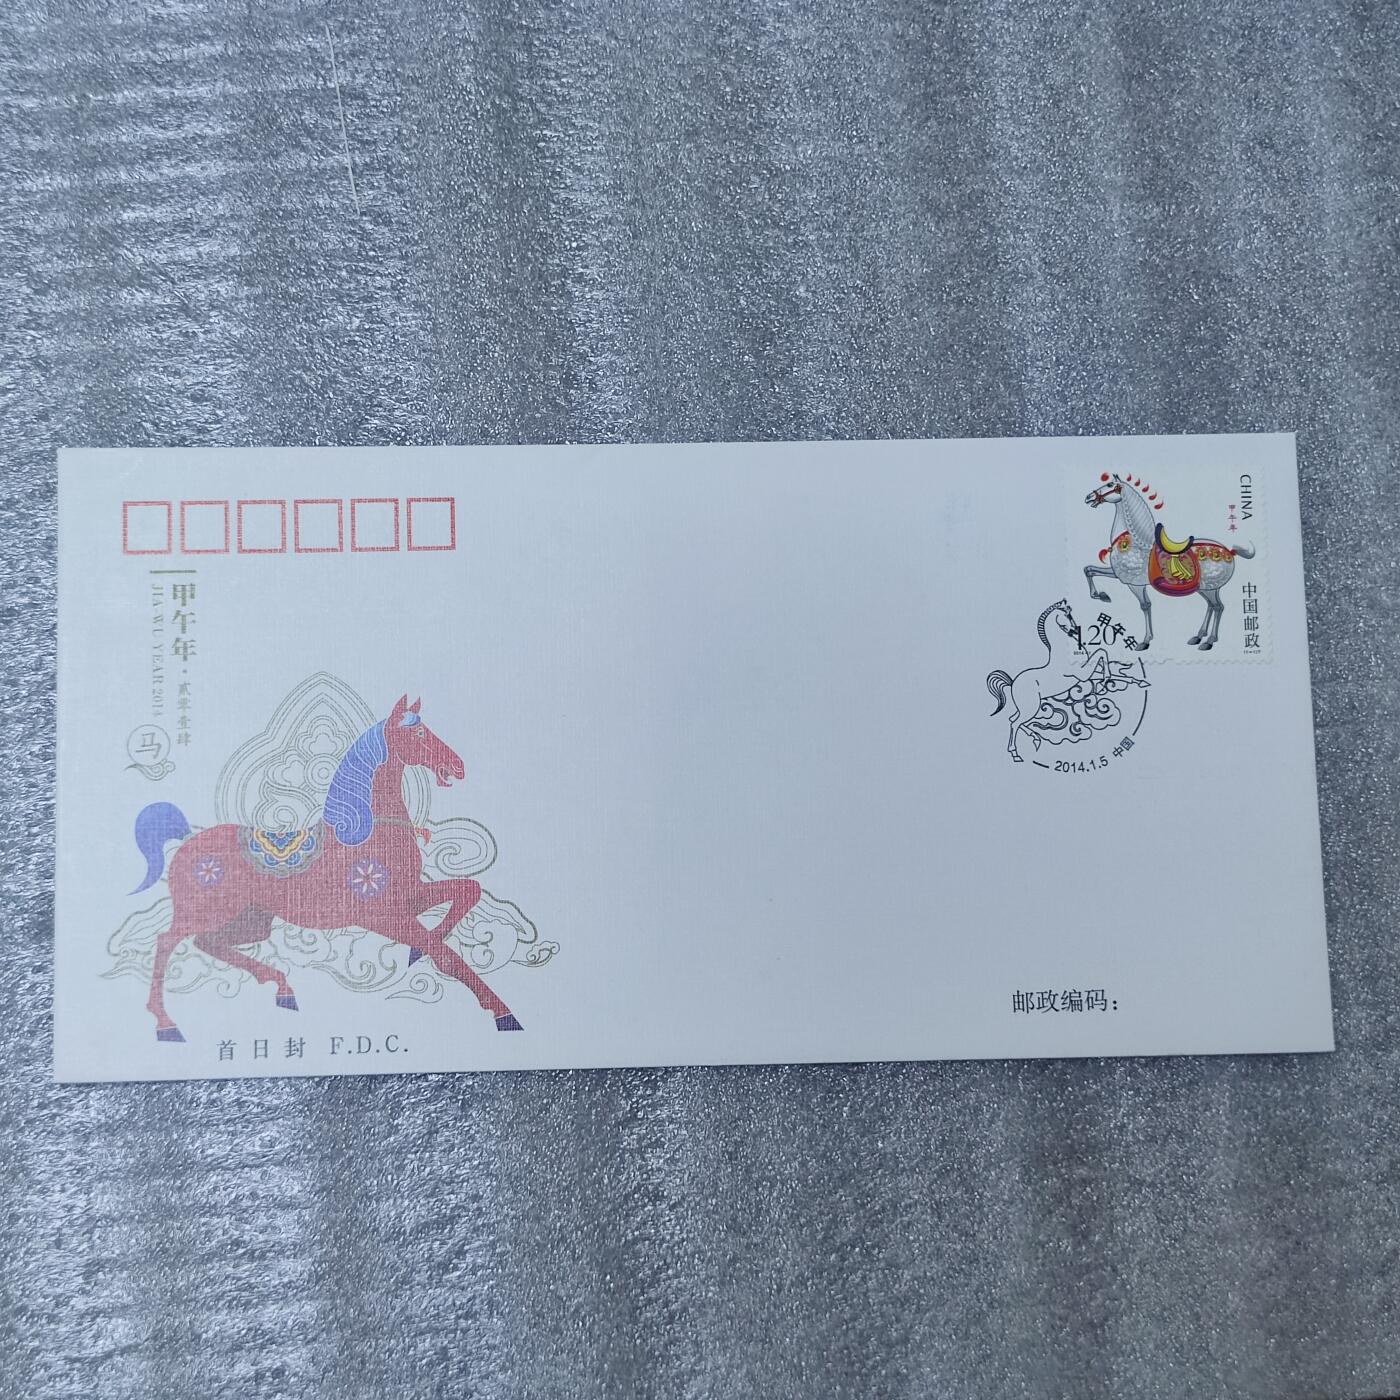 甲午年·贰零壹肆
JIA WU YEAR 2014
马
首日封 F.D.C.
CHINA
甲午年
中国邮政
1.20
甲午年
2014.1.5 中国
邮政编码：